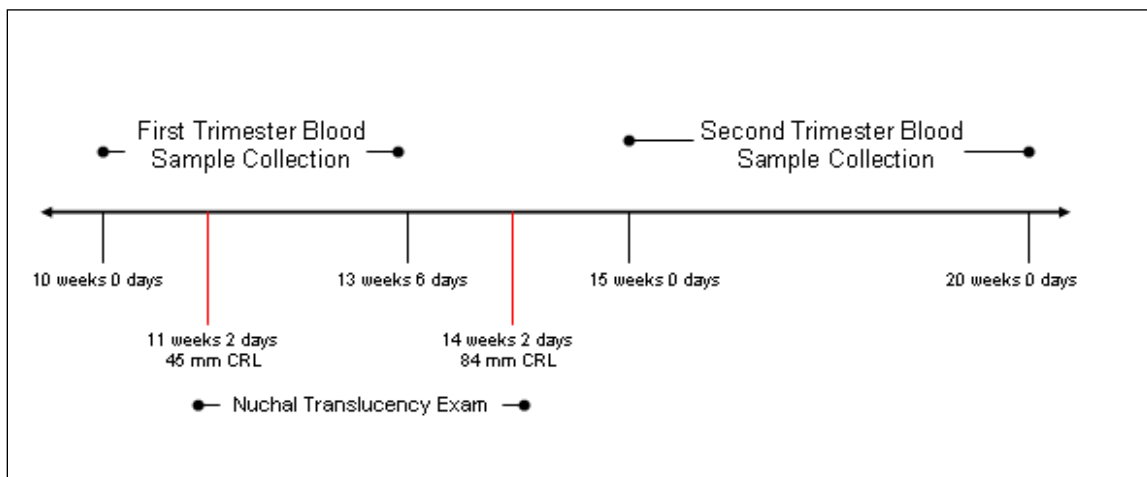 First Trimester Blood
Sample Collection
Second Trimester Blood
Sample Collection
10 weeks 0 days
13 weeks 6 days
15 weeks 0 days
20 weeks 0 days
11 weeks 2 days
45 mm CRL
14 weeks 2 days
84 mm CRL
Nuchal Translucency Exam